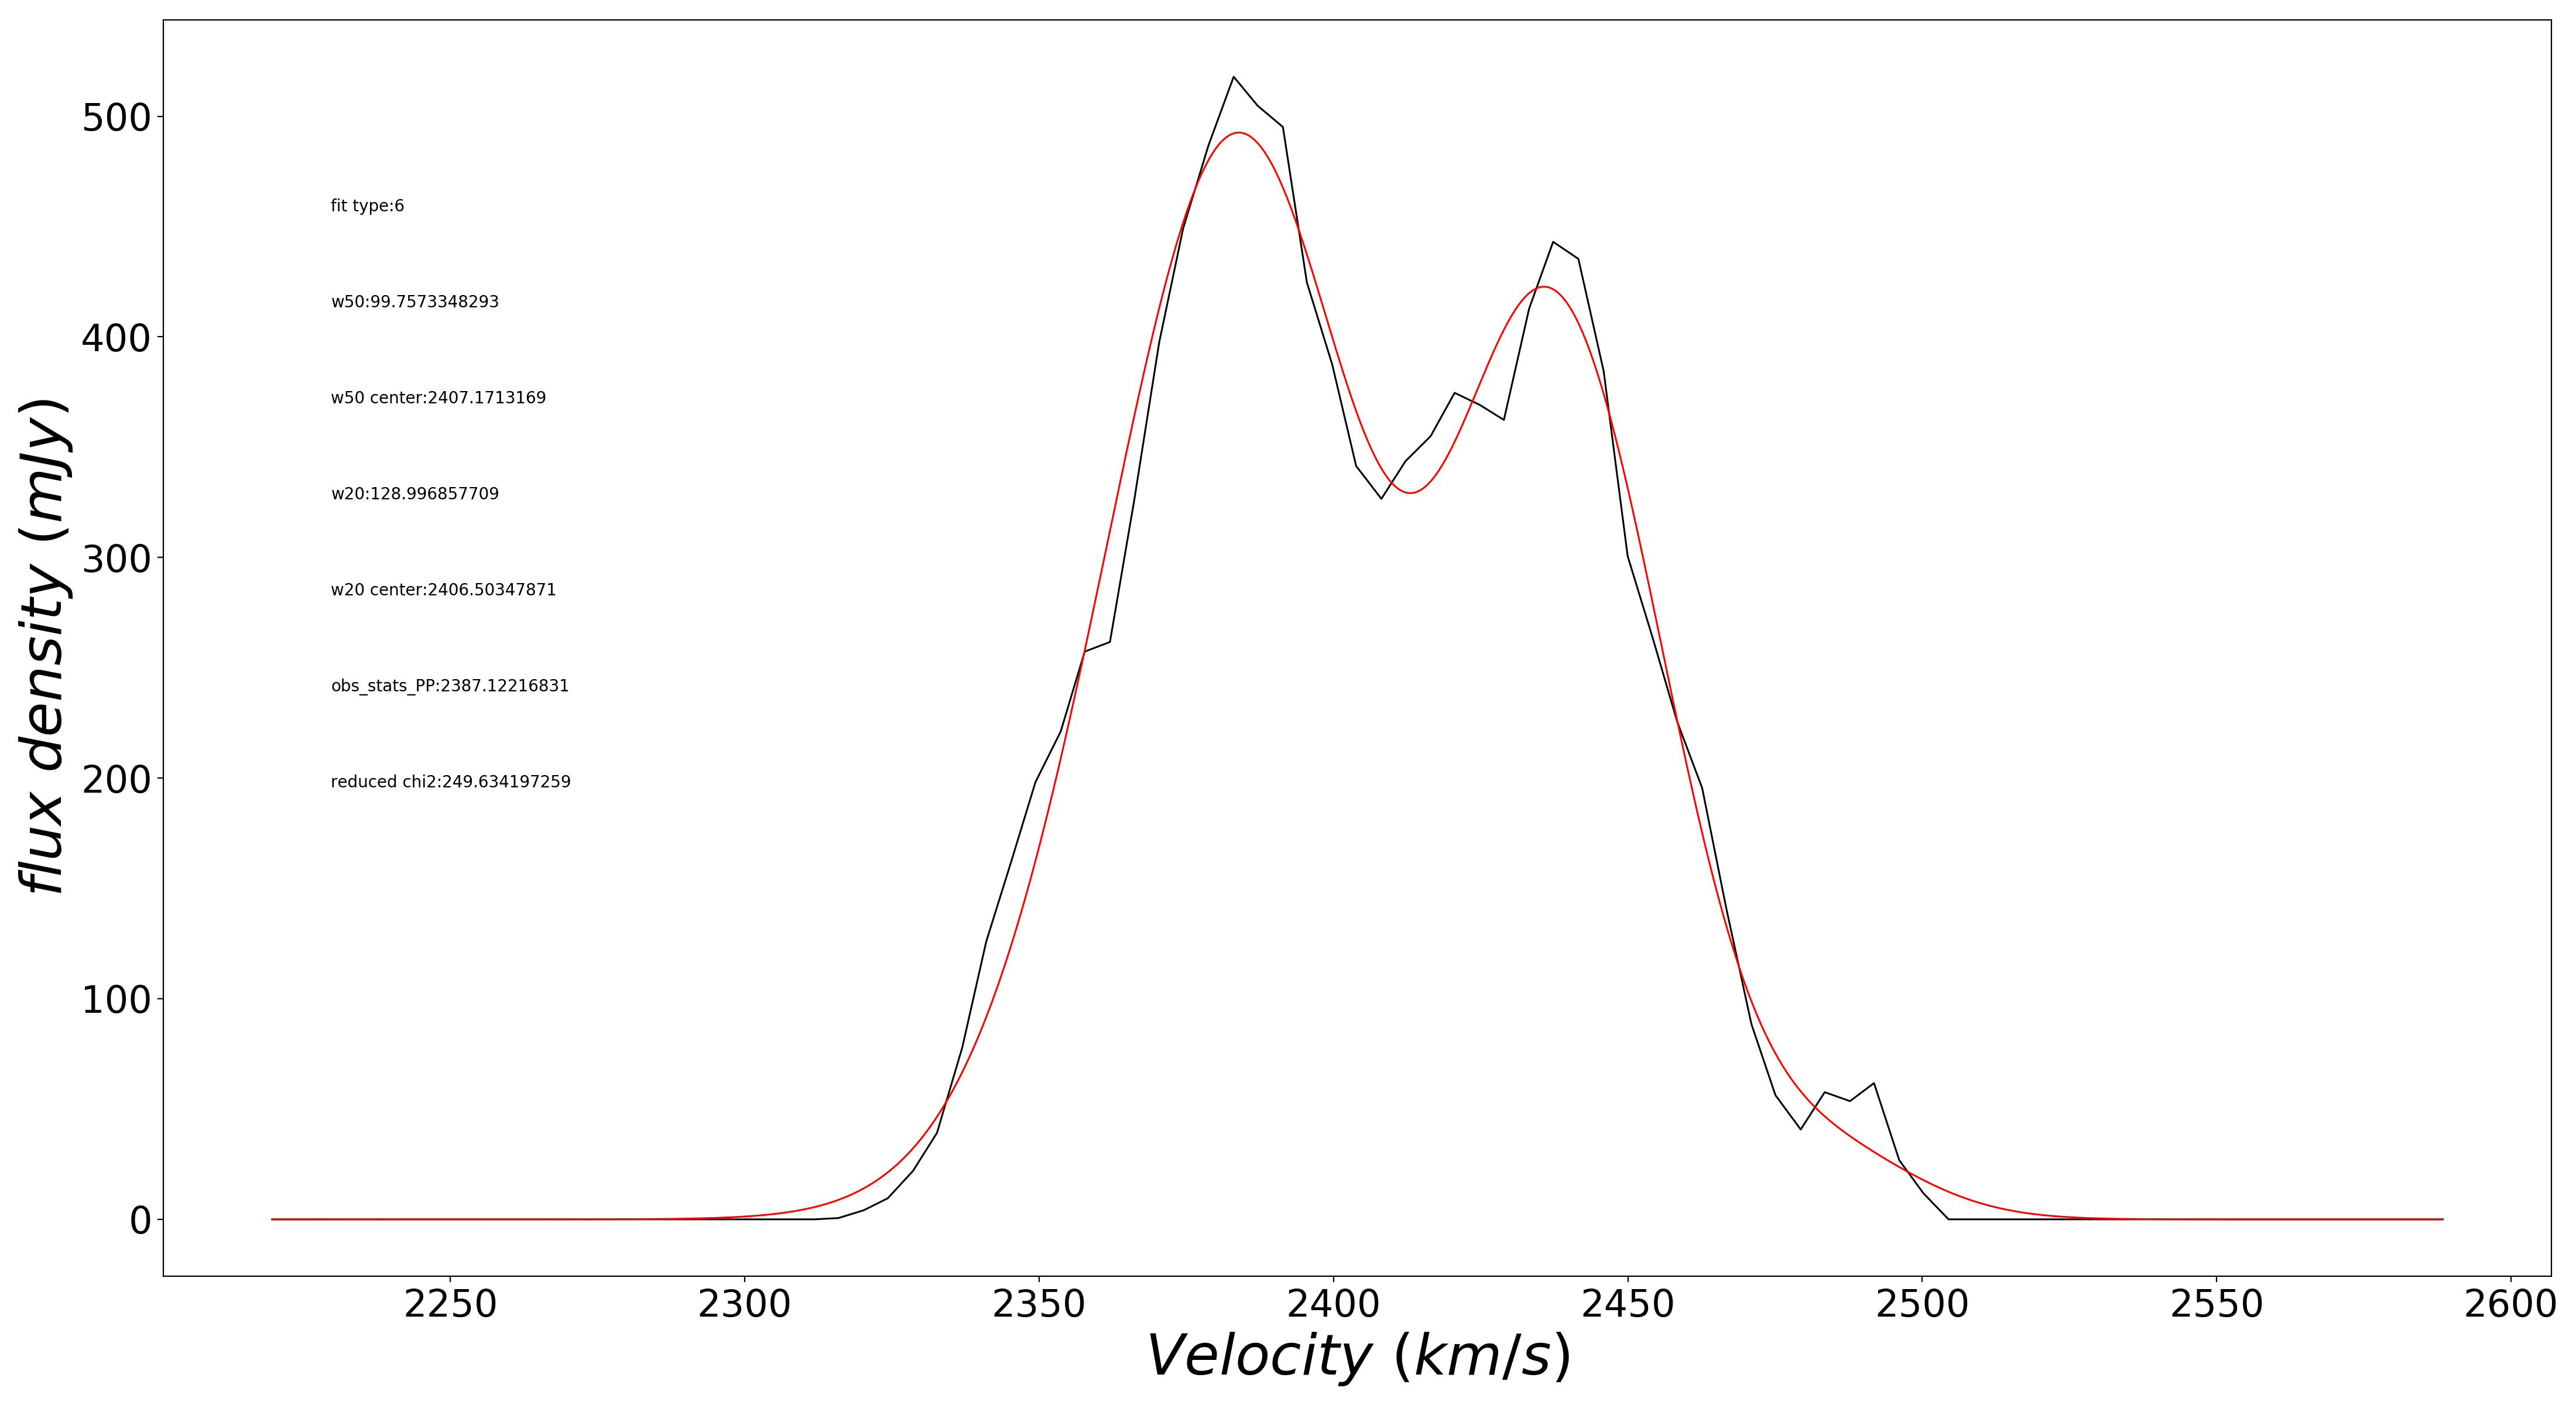 500
400
300
200
100
0
flux density (mJy)
fit type:6
w50:99.7573348293
w50 center:2407.1713169
w20:128.996857709
w20 center:2406.50347871
obs_stats_PP:2387.12216831
reduced chi2:249.634197259
2250 2300 2350 2400 2450 2500 2550 2600
Velocity (km/s)